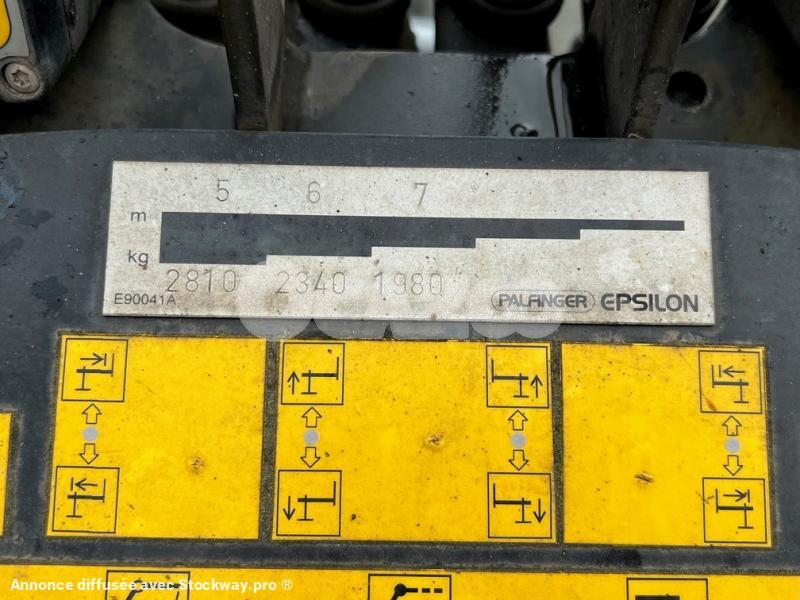 5 6 7
m
kg
2810 2340 1980
E90041A PALFINGER EPSILON
Annonce diffusée avec Stockway.pro ®